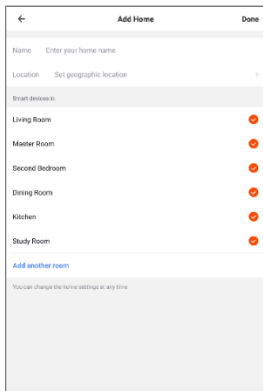 Add Home
Done
Name
Enter your home name
Location
Set geographic location
Smart devices in:
Living Room
Master Room
Second Bedroom
Dining Room
Kitchen
Study Room
Add another room
You can change the home settings at any time